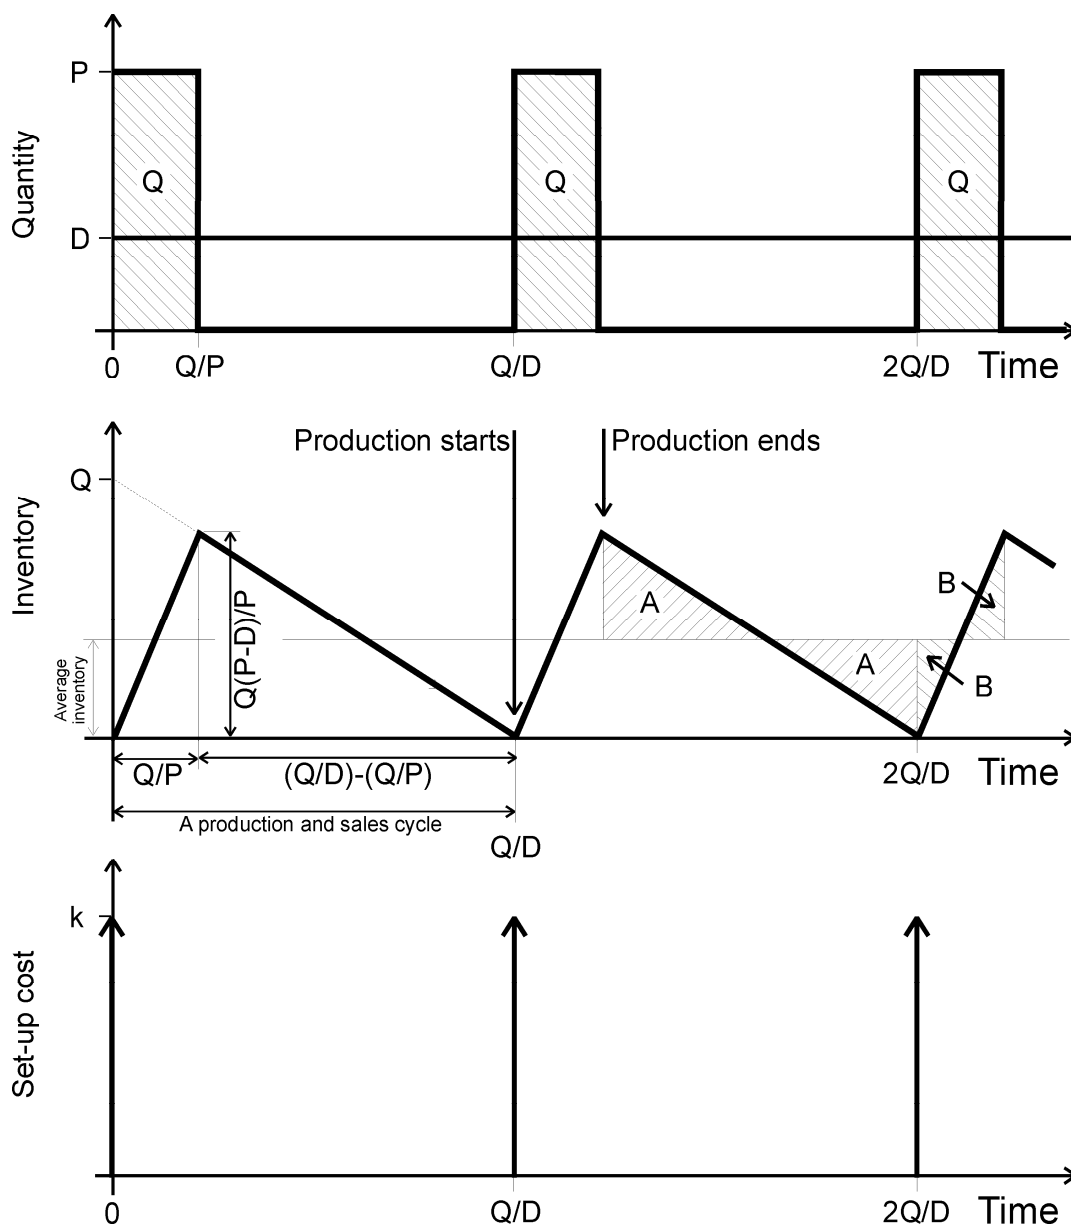 P
Quantity
Q
Q
Q
D
0
Q/P
Q/D
2Q/D
Time
Production starts
Production ends
Q
Inventory
Q(P-D)/P
A
B
A
B
Average
inventory
Q/P
(Q/D)-(Q/P)
2Q/D
Time
A production and sales cycle
Q/D
k
Set-up cost
0
Q/D
2Q/D
Time